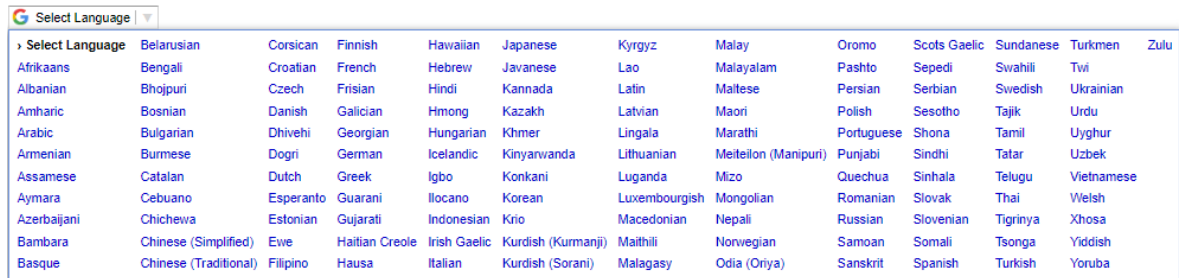 Select Language
› Select Language Belarusian Corsican Finnish Hawaiian Japanese Kyrgyz Malay Oromo Scots Gaelic Sundanese Turkmen Zulu
Afrikaans Bengali Croatian French Hebrew Javanese Lao Malayalam Pashto Sepedi Swahili Twi
Albanian Bhojpuri Czech Frisian Hindi Kannada Latin Maltese Persian Serbian Swedish Ukrainian
Amharic Bosnian Danish Galician Hmong Kazakh Latvian Maori Polish Sesotho Tajik Urdu
Arabic Bulgarian Dhivehi Georgian Hungarian Khmer Lingala Marathi Portuguese Shona Tamil Uyghur
Armenian Burmese Dogri German Icelandic Kinyarwanda Lithuanian Meiteilon (Manipuri) Punjabi Sindhi Tatar Uzbek
Assamese Catalan Dutch Greek Igbo Konkani Luganda Mizo Quechua Sinhala Telugu Vietnamese
Aymara Cebuano Esperanto Guarani Ilocano Korean Luxembourgish Mongolian Romanian Slovak Thai Welsh
Azerbaijani Chichewa Estonian Gujarati Indonesian Krio Macedonian Nepali Russian Slovenian Tigrinya Xhosa
Bambara Chinese (Simplified) Ewe Haitian Creole Irish Gaelic Kurdish (Kurmanji) Maithili Norwegian Samoan Somali Tsonga Yiddish
Basque Chinese (Traditional) Filipino Hausa Italian Kurdish (Sorani) Malagasy Odia (Oriya) Sanskrit Spanish Turkish Yoruba